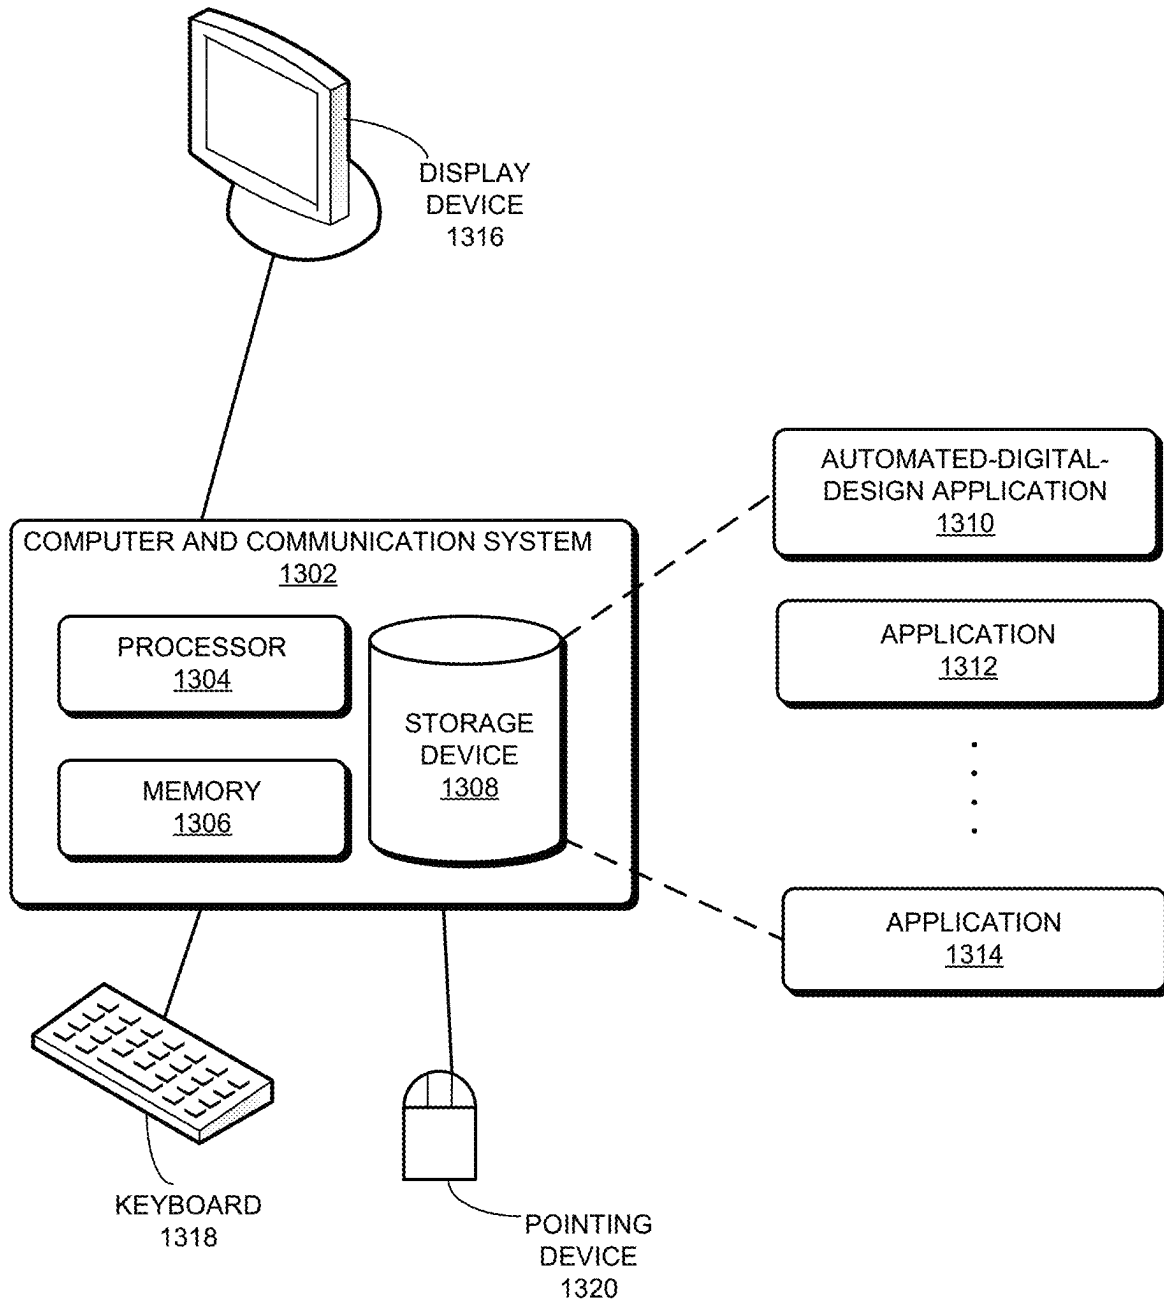 DISPLAY
DEVICE
1316
AUTOMATED-DIGITAL-
DESIGN APPLICATION
1310
COMPUTER AND COMMUNICATION SYSTEM
1302
PROCESSOR
1304
MEMORY
1306
STORAGE
DEVICE
1308
APPLICATION
1312
APPLICATION
1314
KEYBOARD
1318
POINTING
DEVICE
1320